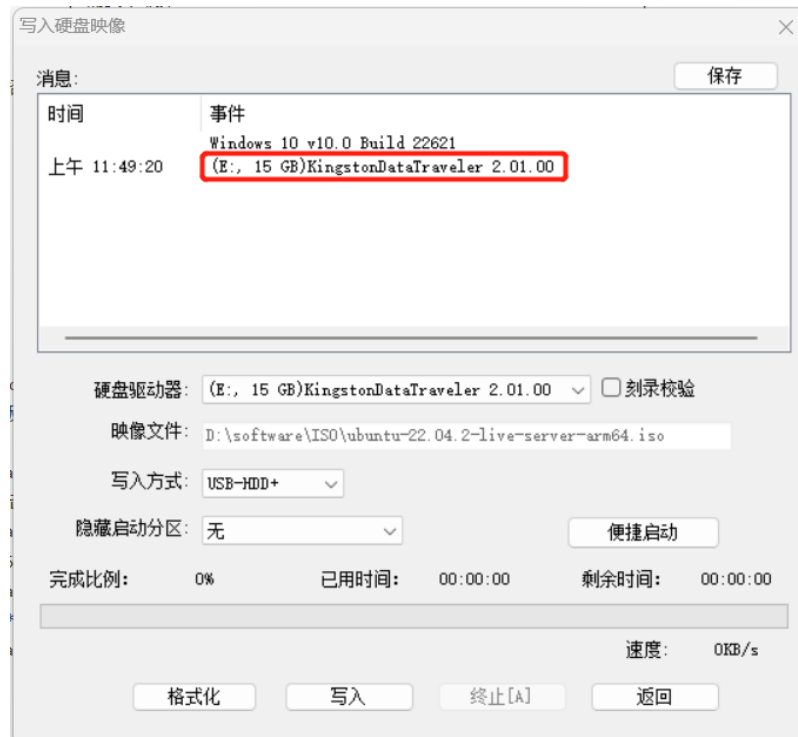 写入硬盘映像
消息:
保存
时间 事件
Windows 10 v10.0 Build 22621
上午 11:49:20 (E:, 15 GB)KingstonDataTraveler 2.01.00
硬盘驱动器: (E:, 15 GB)KingstonDataTraveler 2.01.00 刻录校验
映像文件: D:\software\ISO\ubuntu-22.04.2-live-server-arm64.iso
写入方式: USB-HDD+
隐藏启动分区: 无 便捷启动
完成比例: 0% 已用时间: 00:00:00 剩余时间: 00:00:00
速度: 0KB/s
格式化 写入 终止[A] 返回